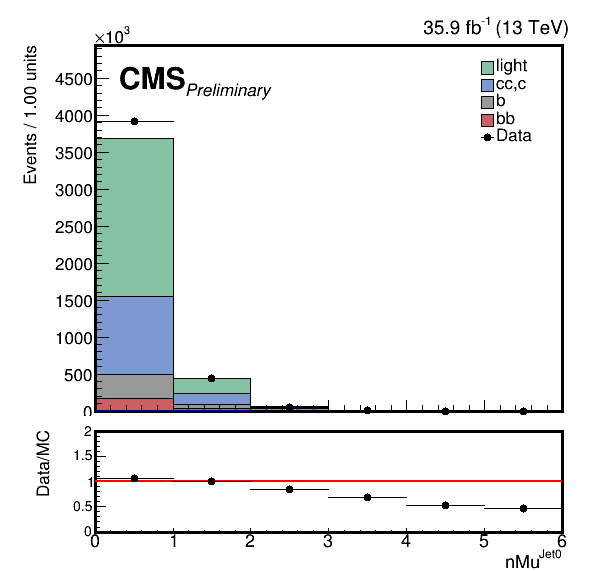 ×10³
35.9 fb⁻¹ (13 TeV)
CMS Preliminary
light
cc,c
b
bb
Data
Events / 1.00 units
4500
4000
3500
3000
2500
2000
1500
1000
500
0
Data/MC
2
1.5
1
0.5
0
0 1 2 3 4 5 6
nMu^Jet0